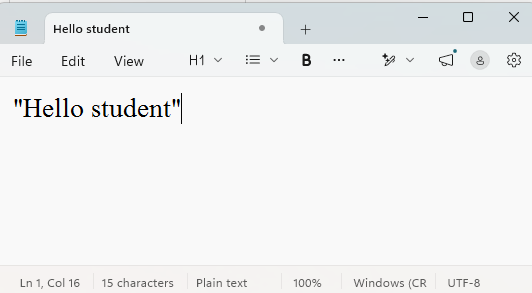 Hello student
File Edit View H1 B ...
"Hello student"
Ln 1, Col 16 15 characters Plain text 100% Windows (CR UTF-8